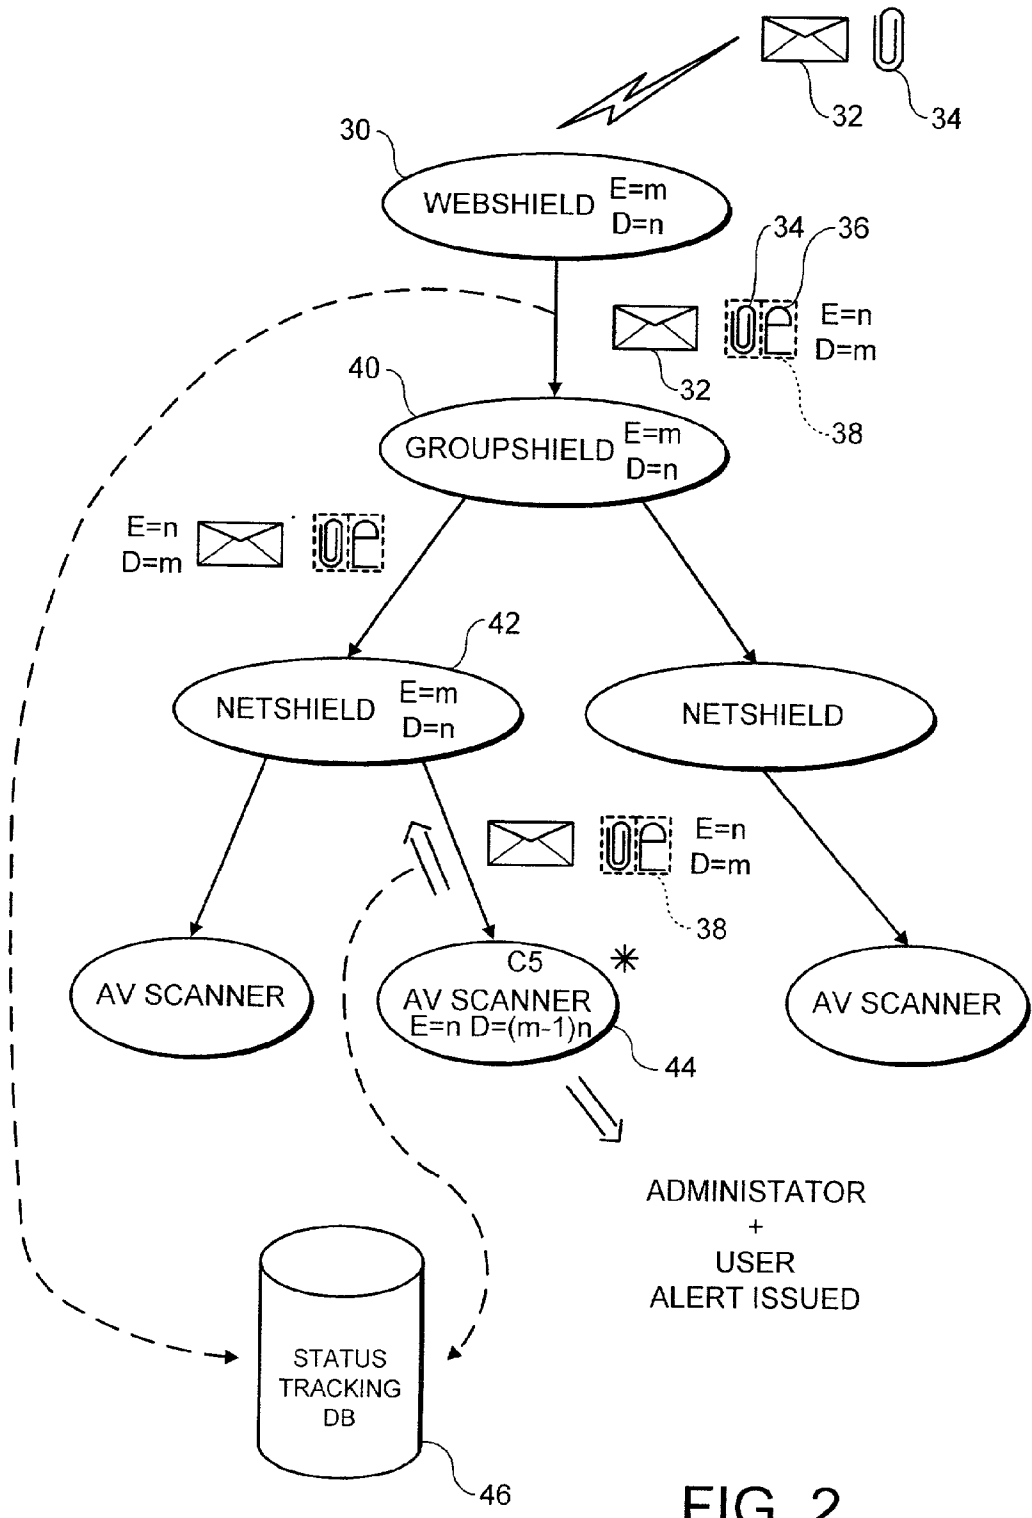 32
34
30
WEBSHIELD
E=m
D=n
34
36
E=n
D=m
32
38
40
GROUPSHIELD
E=m
D=n
E=n
D=m
42
NETSHIELD
E=m
D=n
NETSHIELD
E=n
D=m
38
AV SCANNER
C5
AV SCANNER
E=n D=(m-1)n
*
44
AV SCANNER
ADMINISTATOR
+
USER
ALERT ISSUED
STATUS
TRACKING
DB
46
FIG. 2